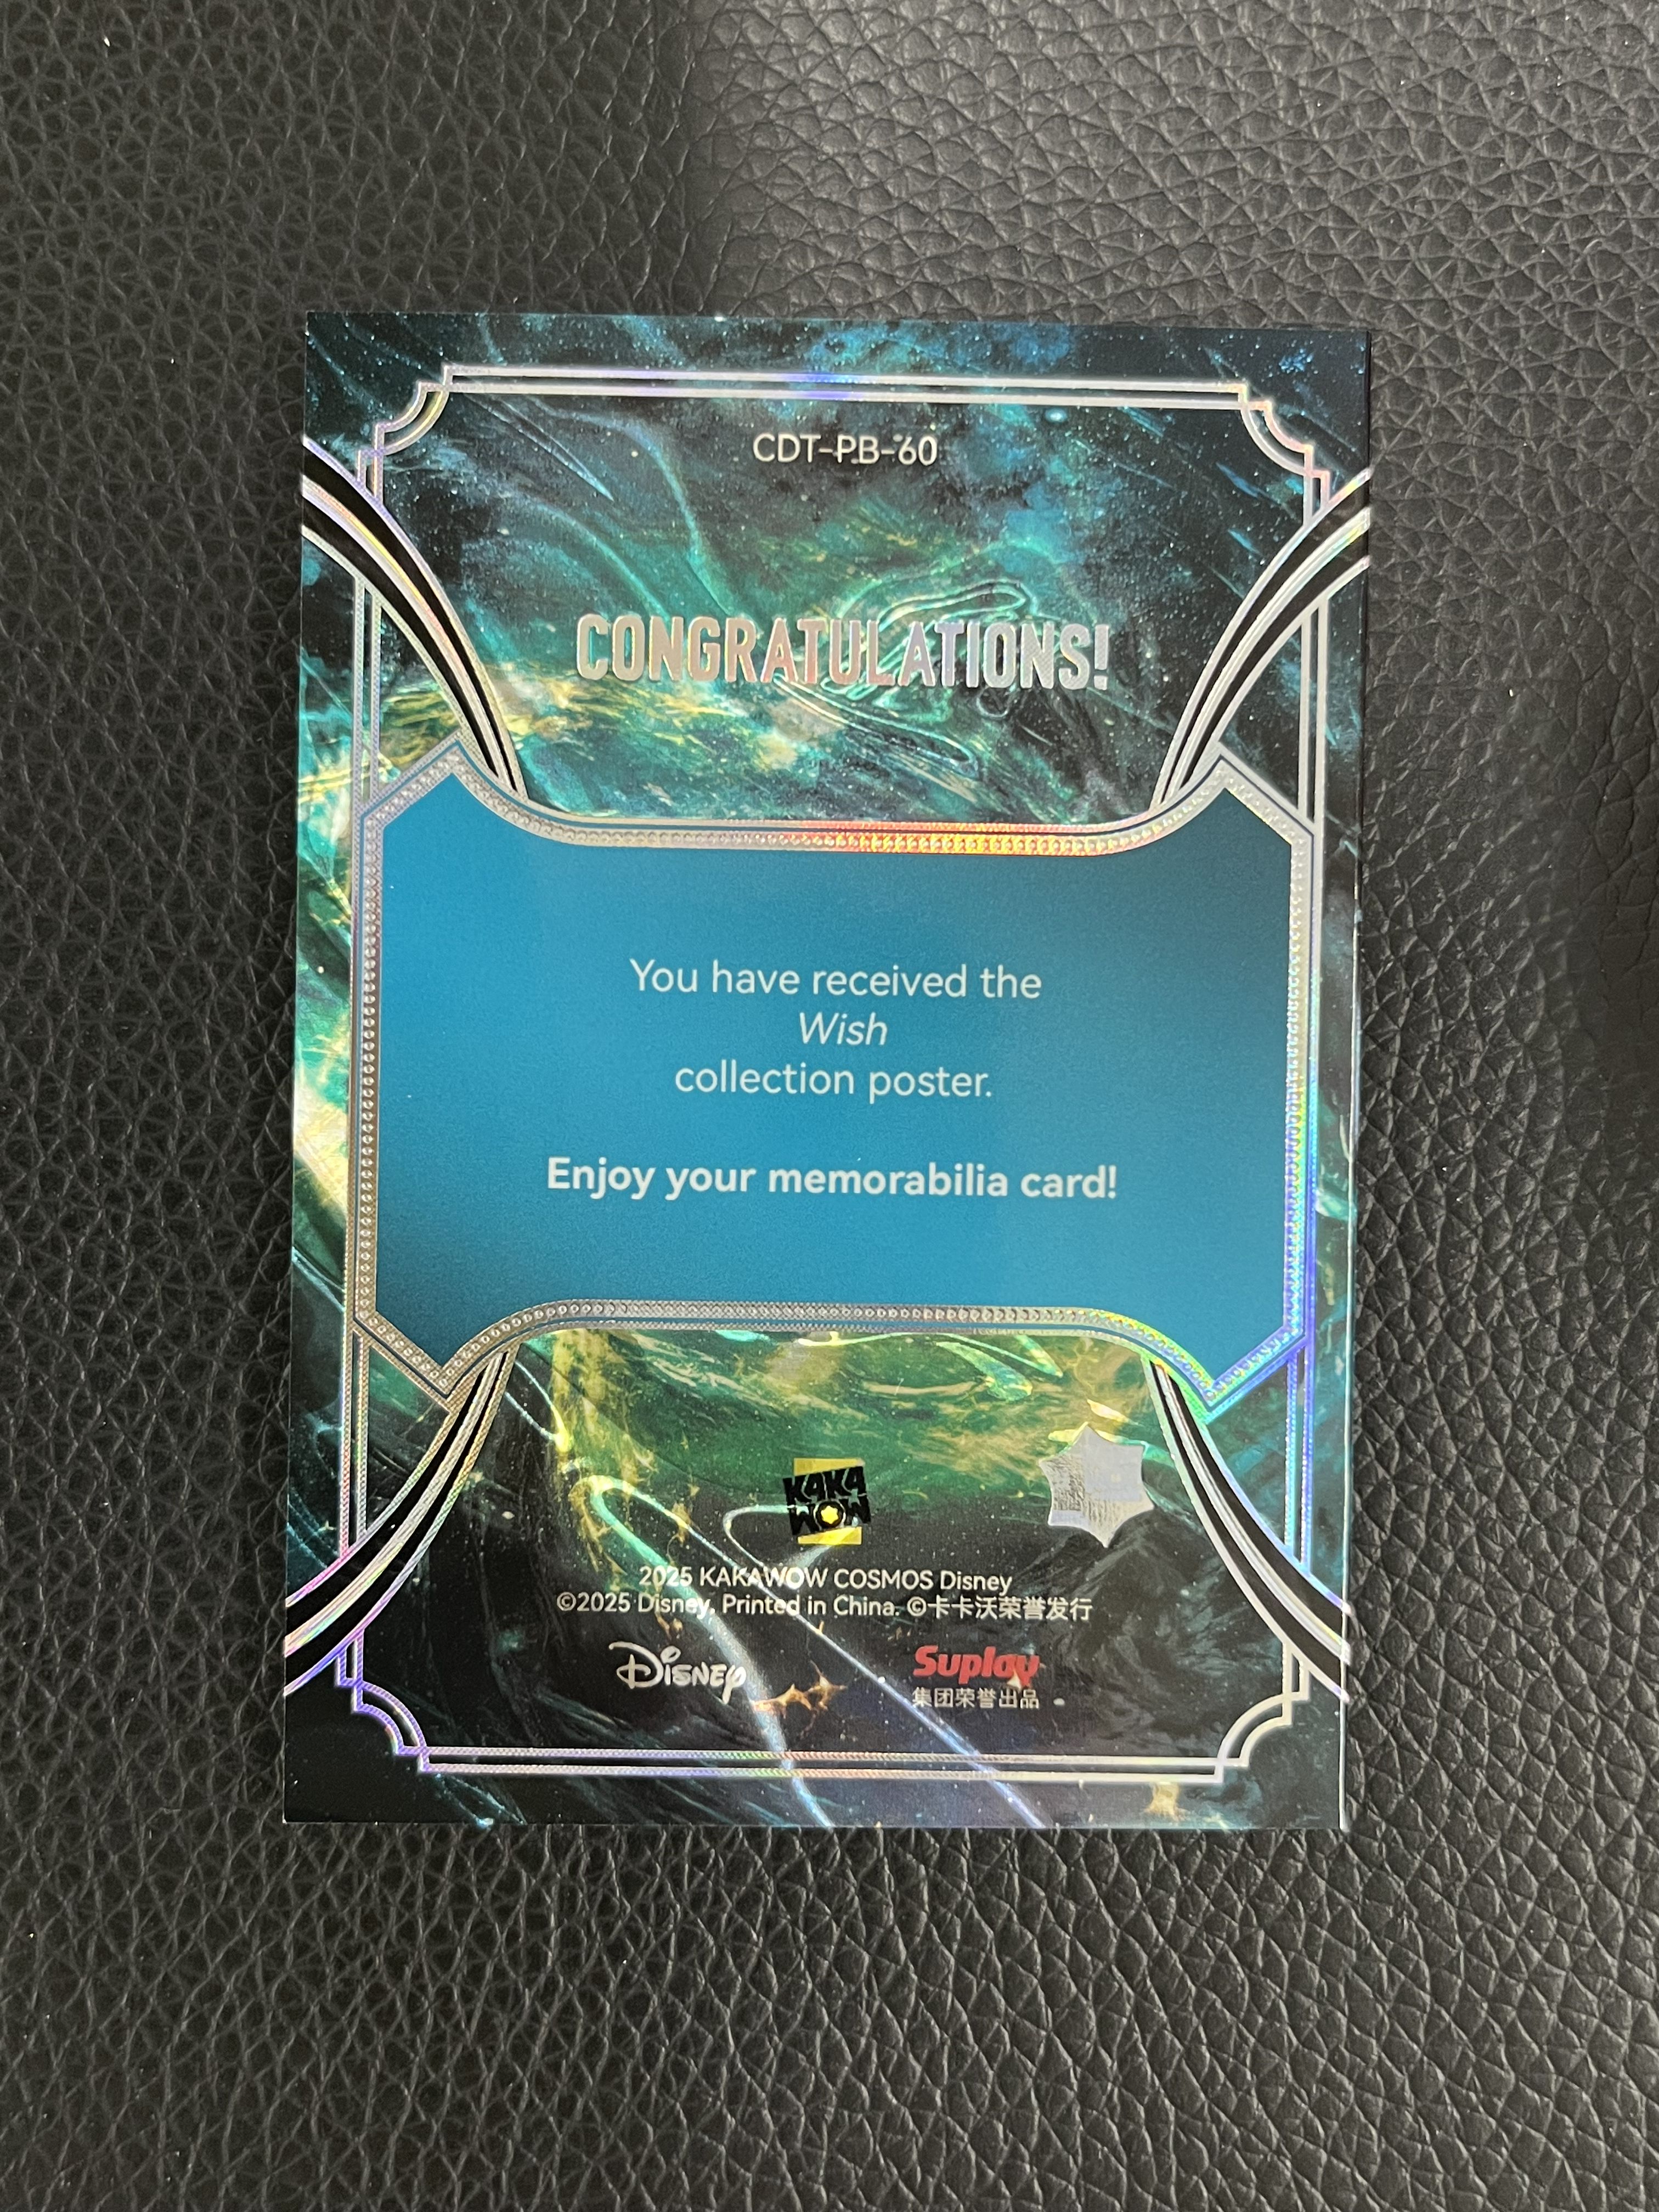 CDT-PB-60
CONGRATULATIONS!
You have received the
Wish
collection poster.
Enjoy your memorabilia card!
KAKA
WOW
2025 KAKAWOW COSMOS Disney
©2025 Disney. Printed in China. ©卡卡沃荣誉发行
Disney
Suplay
集团荣誉出品